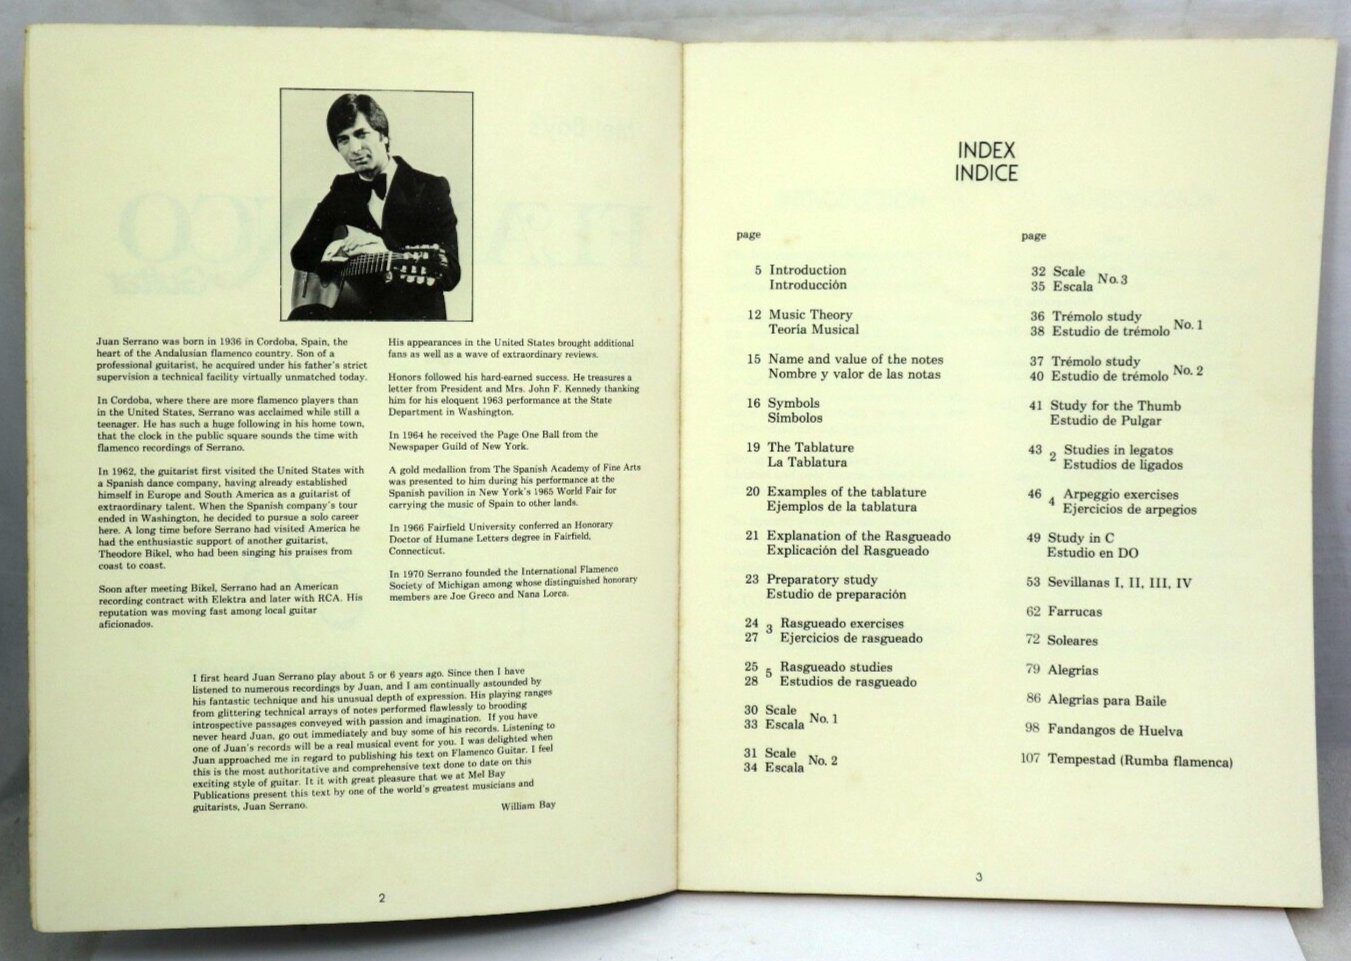 Juan Serrano was born in 1936 in Cordoba, Spain, the
heart of the Andalusian flamenco country. Son of a
professional guitarist, he acquired under his father's strict
supervision a technical facility virtually unmatched today.
In Cordoba, where there are more flamenco players than
in the United States, Serrano was acclaimed while still a
teenager. He has such a huge following in his home town,
that the clock in the public square sounds the time with
flamenco recordings of Serrano.
In 1962, the guitarist first visited the United States with
a Spanish dance company, having already established
himself in Europe and South America as a guitarist of
extraordinary talent. When the Spanish company's tour
ended in Washington, he decided to pursue a solo career
here. A long time before Serrano had visited America he
had the enthusiastic support of another guitarist,
Theodore Bikel, who had been singing his praises from
coast to coast.
Soon after meeting Bikel, Serrano had an American
recording contract with Elektra and later with RCA. His
reputation was moving fast among local guitar
aficionados.
His appearances in the United States brought additional
fans as well as a wave of extraordinary reviews.
Honors followed his hard-earned success. He treasures a
letter from President and Mrs. John F. Kennedy thanking
him for his eloquent 1963 performance at the State
Department in Washington.
In 1964 he received the Page One Ball from the
Newspaper Guild of New York.
A gold medallion from The Spanish Academy of Fine Arts
was presented to him during his performance at the
Spanish pavilion in New York's 1965 World Fair for
carrying the music of Spain to other lands.
In 1966 Fairfield University conferred an Honorary
Doctor of Humane Letters degree in Fairfield,
Connecticut.
In 1970 Serrano founded the International Flamenco
Society of Michigan among whose distinguished honorary
members are Joe Greco and Nana Lorca.
I first heard Juan Serrano play about 5 or 6 years ago. Since then I have
listened to numerous recordings by Juan, and I am continually astounded by
his fantastic technique and his unusual depth of expression. His playing ranges
from glittering technical arrays of notes performed flawlessly to brooding
introspective passages conveyed with passion and imagination. If you have
never heard Juan, go out immediately and buy some of his records. Listening to
one of Juan's records will be a real musical event for you. I was delighted when
Juan approached me in regard to publishing his text on Flamenco Guitar. I feel
this is the most authoritative and comprehensive text done to date on this
exciting style of guitar. It it with great pleasure that we at Mel Bay
Publications present this text by one of the world's greatest musicians and
guitarists, Juan Serrano. William Bay
2
INDEX
INDICE
page
5 Introduction
Introducción
12 Music Theory
Teoría Musical
15 Name and value of the notes
Nombre y valor de las notas
16 Symbols
Símbolos
19 The Tablature
La Tablatura
20 Examples of the tablature
Ejemplos de la tablatura
21 Explanation of the Rasgueado
Explicación del Rasgueado
23 Preparatory study
Estudio de preparación
24 3 Rasgueado exercises
27 Ejercicios de rasgueado
25 5 Rasgueado studies
28 Estudios de rasgueado
30 Scale No. 1
33 Escala
31 Scale No. 2
34 Escala
page
32 Scale No. 3
35 Escala
36 Trémolo study No. 1
38 Estudio de trémolo
37 Trémolo study No. 2
40 Estudio de trémolo
41 Study for the Thumb
Estudio de Pulgar
43 2 Studies in legatos
Estudios de ligados
46 4 Arpeggio exercises
Ejercicios de arpegios
49 Study in C
Estudio en DO
53 Sevillanas I, II, III, IV
62 Farrucas
72 Soleares
79 Alegrias
86 Alegrias para Baile
98 Fandangos de Huelva
107 Tempestad (Rumba flamenca)
3